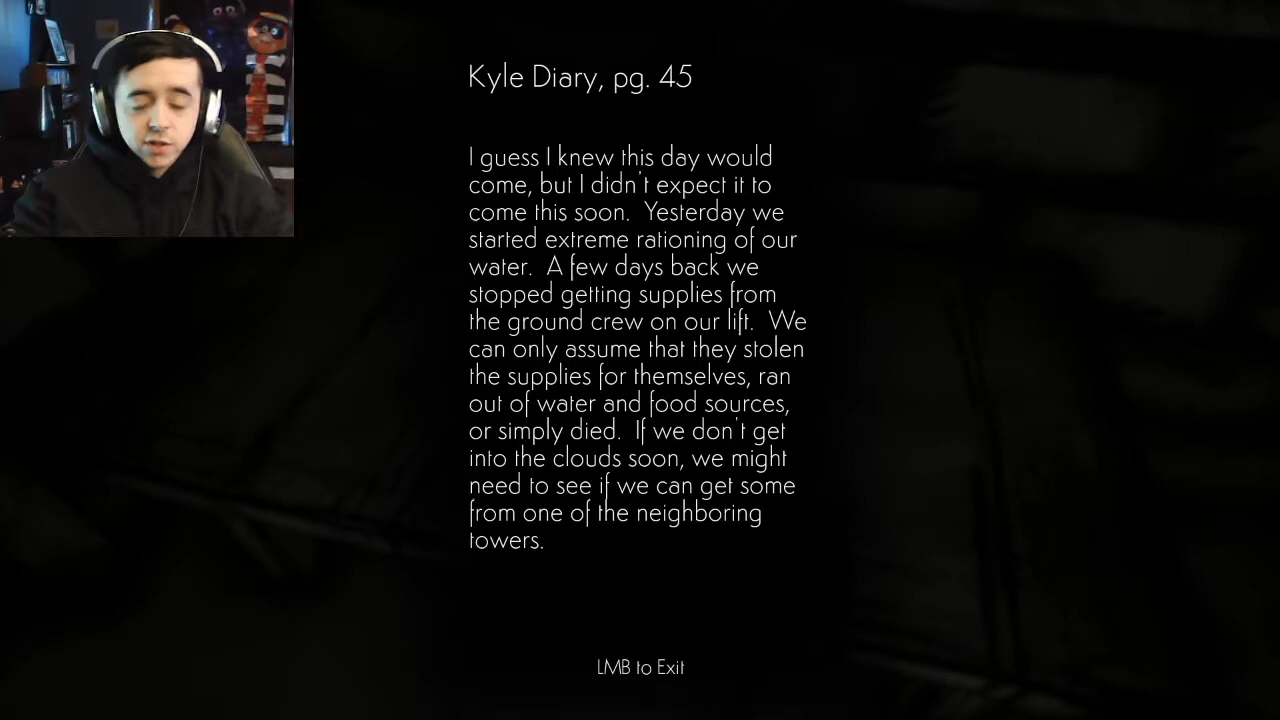 Kyle Diary, pg. 45
I guess I knew this day would
come, but I didn't expect it to
come this soon.  Yesterday we
started extreme rationing of our
water.  A few days back we
stopped getting supplies from
the ground crew on our lift.  We
can only assume that they stolen
the supplies for themselves, ran
out of water and food sources,
or simply died.  If we don't get
into the clouds soon, we might
need to see if we can get some
from one of the neighboring
towers.
LMB to Exit